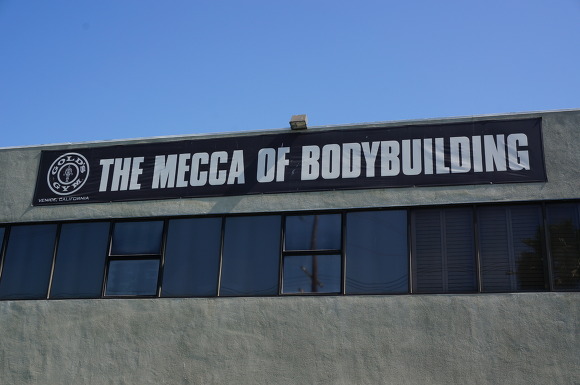 GOLD'S GYM
VENICE, CALIFORNIA
THE MECCA OF BODYBUILDING